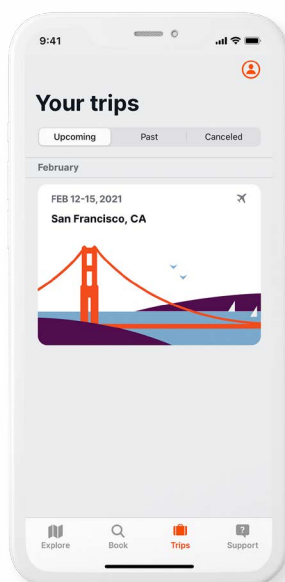 9:41
Your trips
Upcoming Past Canceled
February
FEB 12-15, 2021
San Francisco, CA
?
Explore Book Trips Support